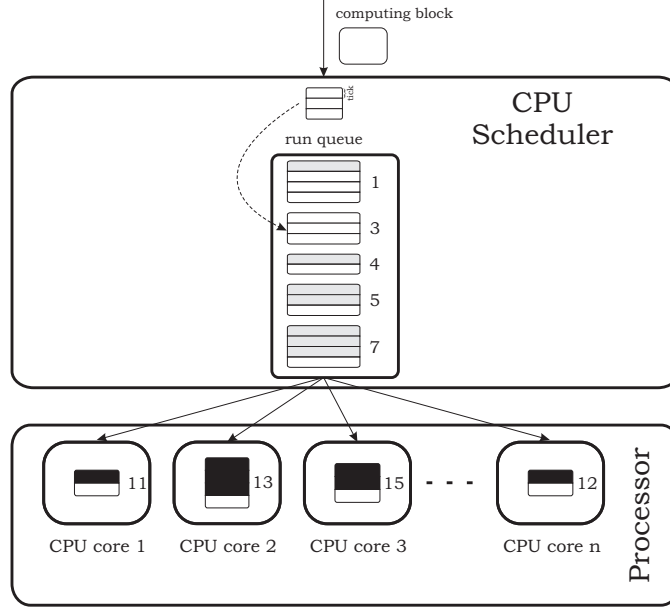 computing block
tick
CPU
Scheduler
run queue
1
3
4
5
7
11
13
15
- - -
12
CPU core 1
CPU core 2
CPU core 3
CPU core n
Processor